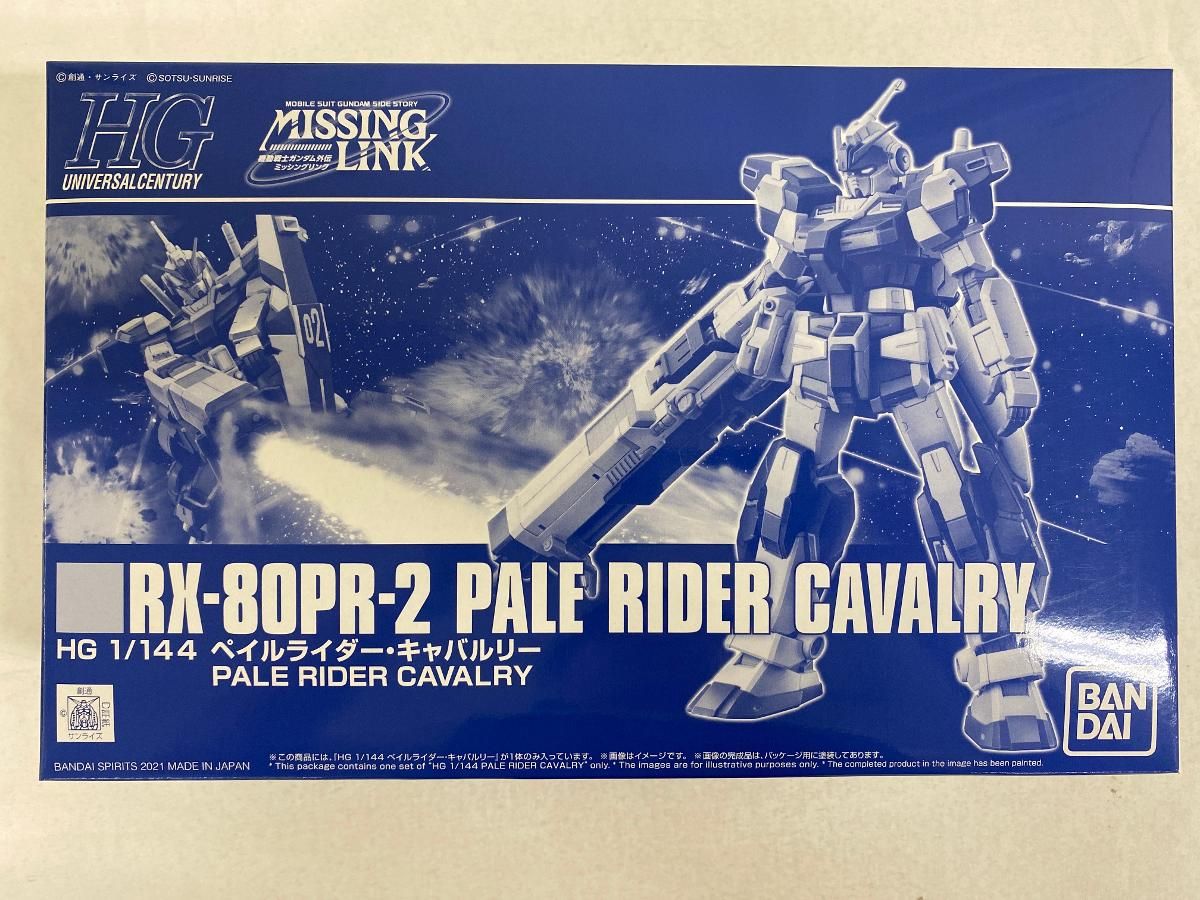 ©創通・サンライズ ©SOTSU・SUNRISE
HG
UNIVERSAL CENTURY
MOBILE SUIT GUNDAM SIDE STORY
MISSING
機動戦士ガンダム外伝
ミッシングリンク
LINK
02
RX-80PR-2 PALE RIDER CAVALRY
HG 1/144 ペイルライダー・キャバルリー
PALE RIDER CAVALRY
創通
©
サンライズ
証紙
BAN
DAI
BANDAI SPIRITS 2021 MADE IN JAPAN
※この商品には、「HG 1/144 ペイルライダー・キャバルリー」が1体のみ入っています。 ※画像はイメージです。 ※画像の完成品は、パッケージ用に塗装してあります。
* This package contains one set of "HG 1/144 PALE RIDER CAVALRY" only. * The images are for illustrative purposes only. * The completed product in the image has been painted.